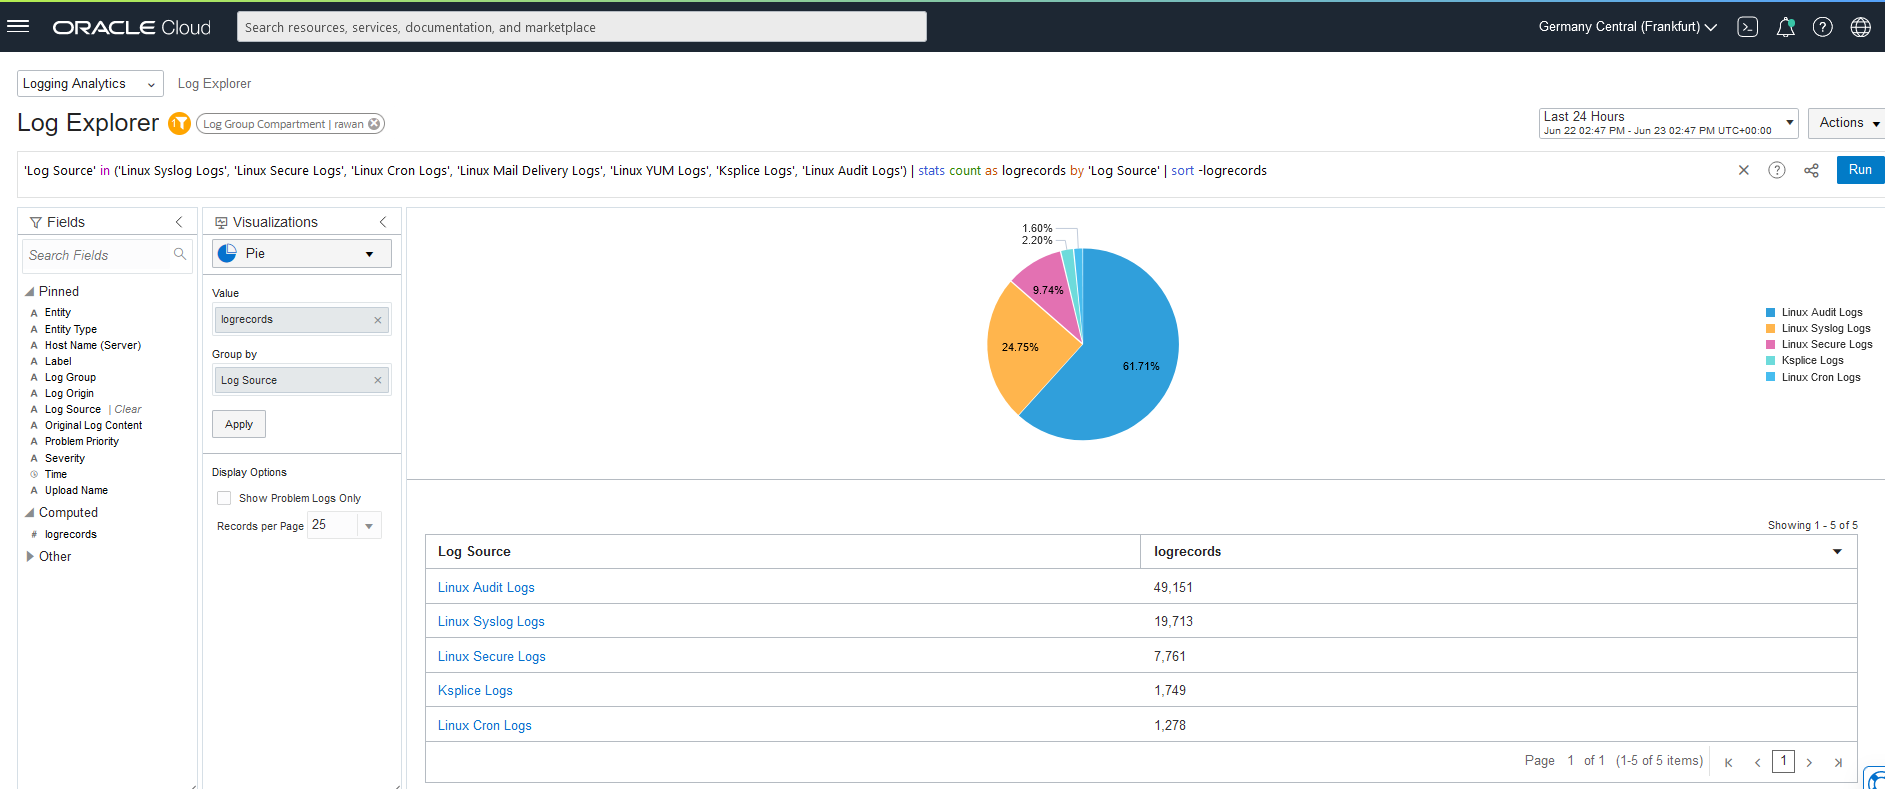 ORACLE Cloud
Search resources, services, documentation, and marketplace
Germany Central (Frankfurt)
Logging Analytics
Log Explorer
Log Explorer
1
Log Group Compartment | rawan
Last 24 Hours
Jun 22 02:47 PM - Jun 23 02:47 PM UTC+00:00
Actions
'Log Source' in ('Linux Syslog Logs', 'Linux Secure Logs', 'Linux Cron Logs', 'Linux Mail Delivery Logs', 'Linux YUM Logs', 'Ksplice Logs', 'Linux Audit Logs') | stats count as logrecords by 'Log Source' | sort -logrecords
Run
Fields
Search Fields
Pinned
A Entity
A Entity Type
A Host Name (Server)
A Label
A Log Group
A Log Origin
A Log Source | Clear
A Original Log Content
A Problem Priority
A Severity
Time
A Upload Name
Computed
# logrecords
Other
Visualizations
Pie
Value
logrecords
Group by
Log Source
Apply
Display Options
Show Problem Logs Only
Records per Page 25
1.60%
2.20%
9.74%
24.75%
61.71%
Linux Audit Logs
Linux Syslog Logs
Linux Secure Logs
Ksplice Logs
Linux Cron Logs
Showing 1 - 5 of 5
Log Source logrecords
Linux Audit Logs 49,151
Linux Syslog Logs 19,713
Linux Secure Logs 7,761
Ksplice Logs 1,749
Linux Cron Logs 1,278
Page 1 of 1 (1-5 of 5 items) 1